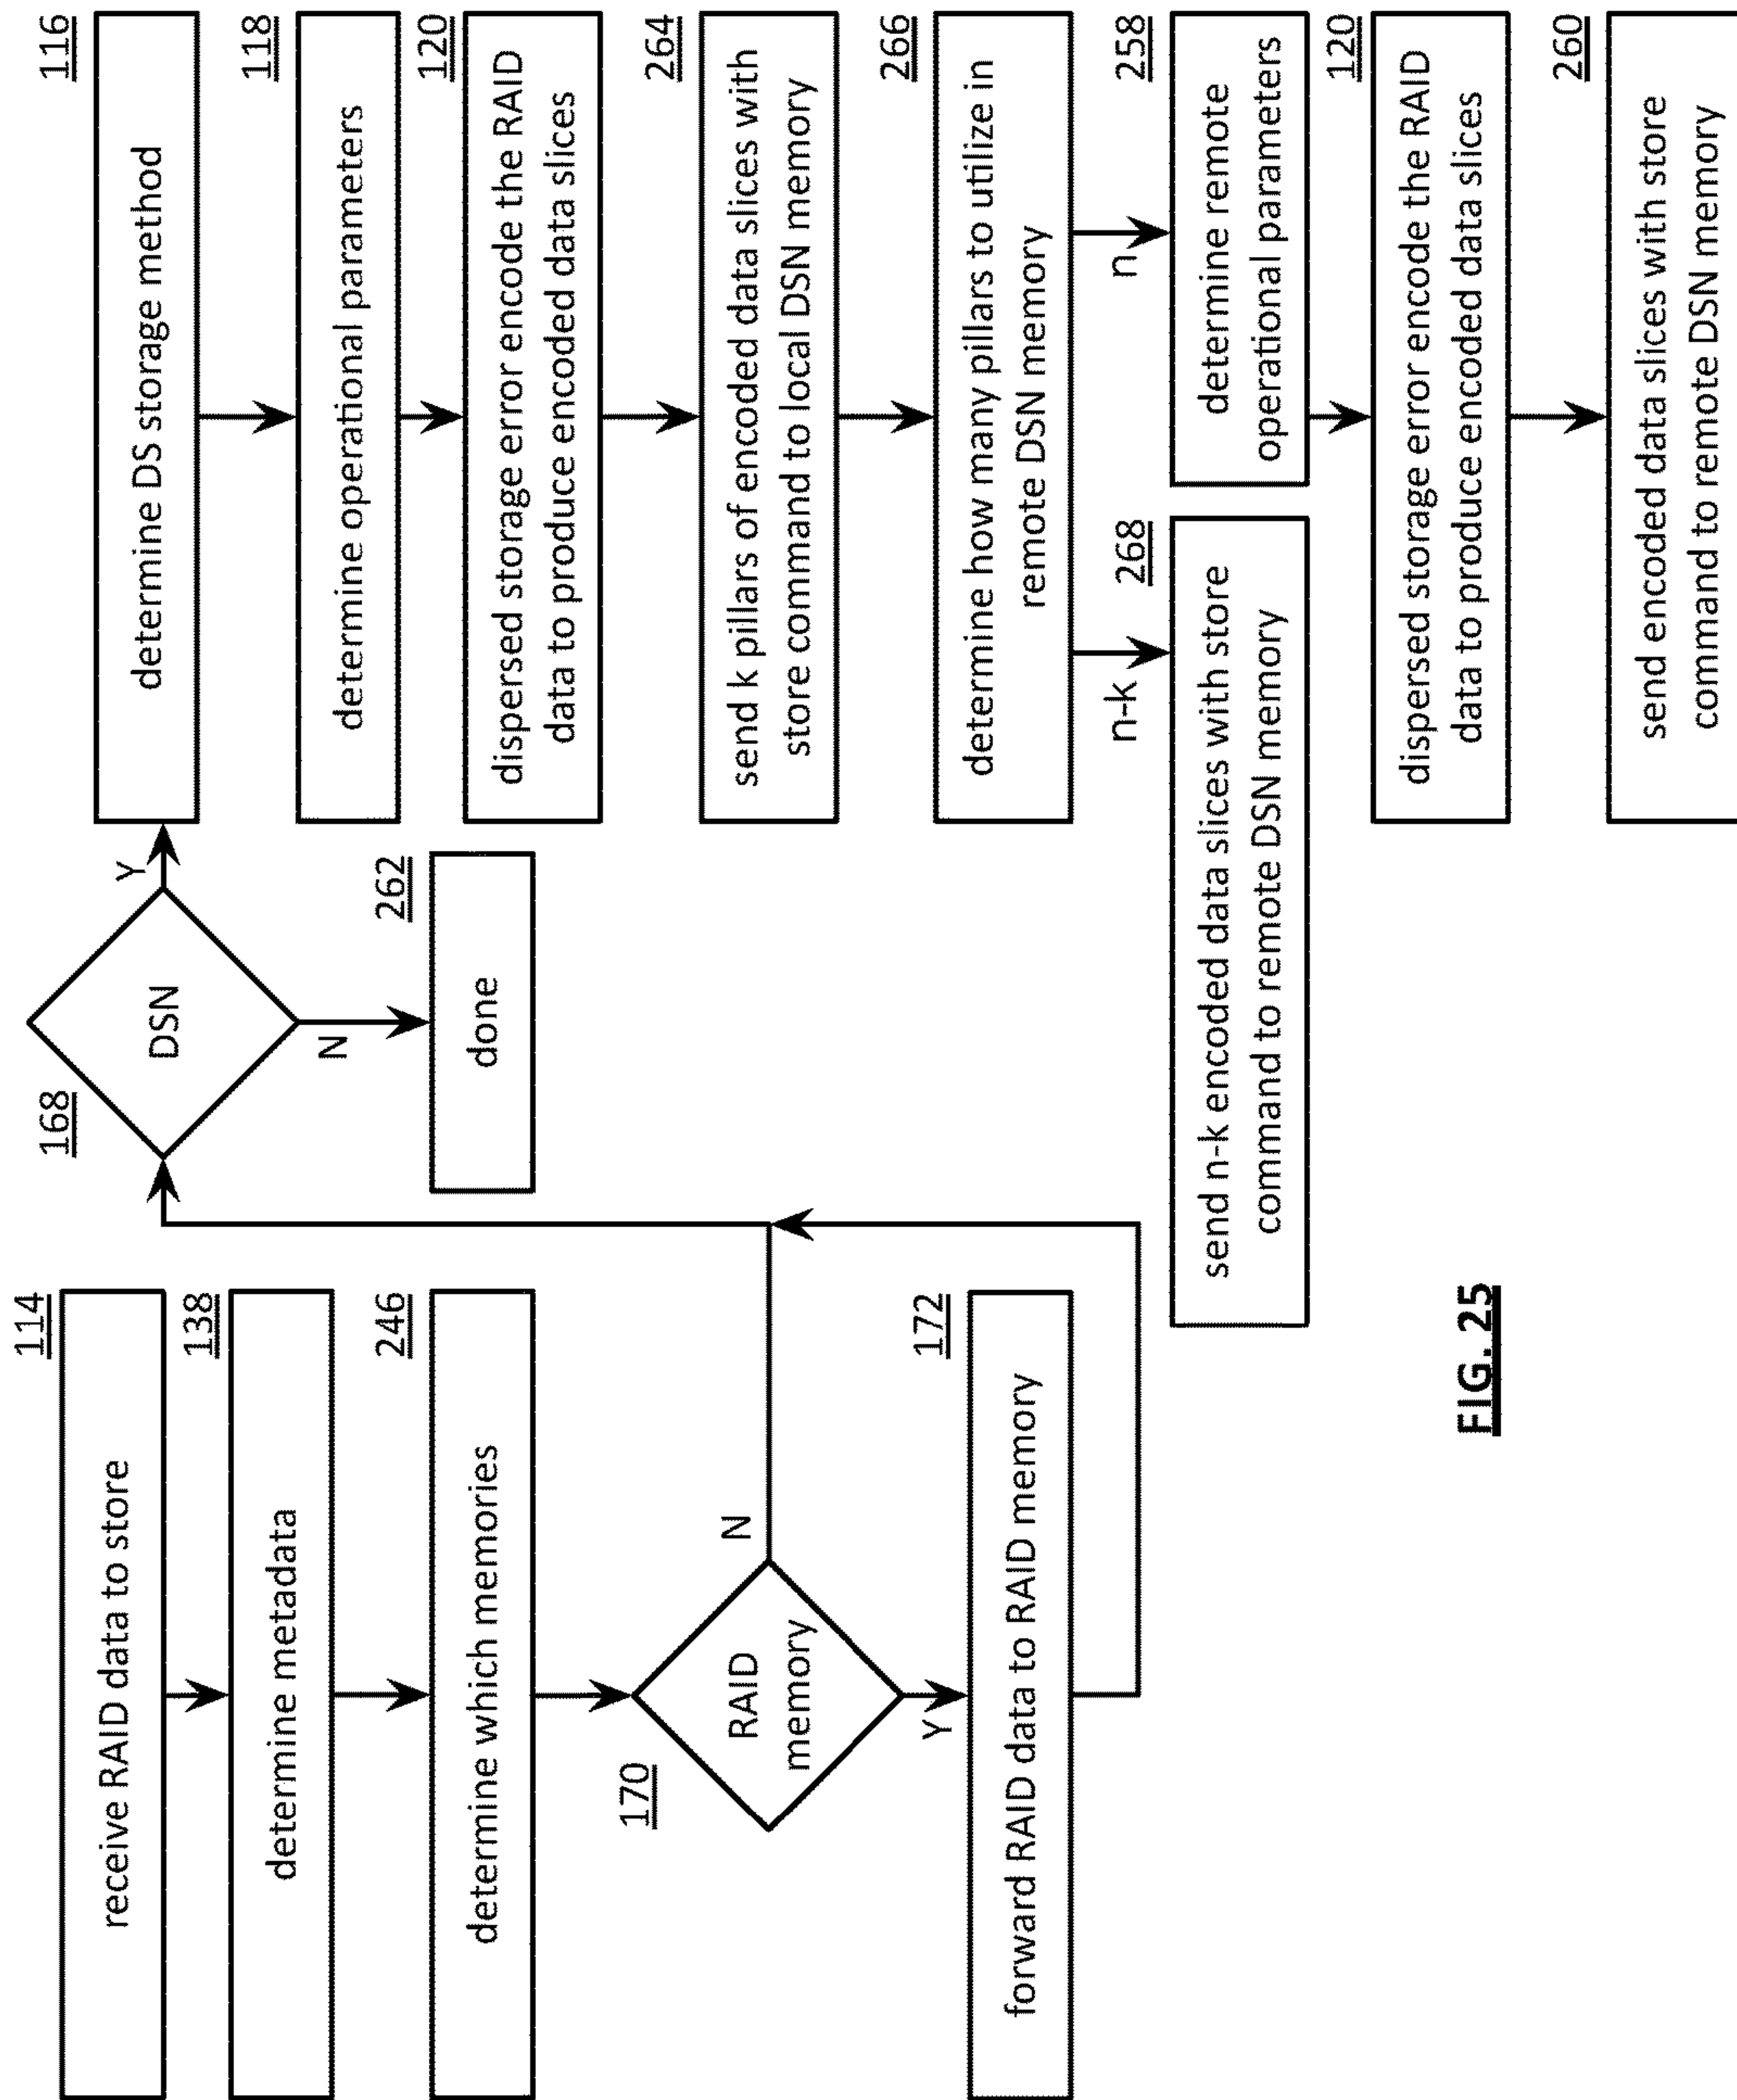 114
receive RAID data to store
138
determine metadata
246
determine which memories
170
RAID
memory
N
Y
172
forward RAID data to RAID memory
168
DSN
Y
N
262
done
116
determine DS storage method
118
determine operational parameters
120
dispersed storage error encode the RAID
data to produce encoded data slices
264
send k pillars of encoded data slices with
store command to local DSN memory
266
determine how many pillars to utilize in
remote DSN memory
n-k
n
268
send n-k encoded data slices with store
command to remote DSN memory
258
determine remote
operational parameters
120
dispersed storage error encode the RAID
data to produce encoded data slices
260
send encoded data slices with store
command to remote DSN memory
FIG. 25